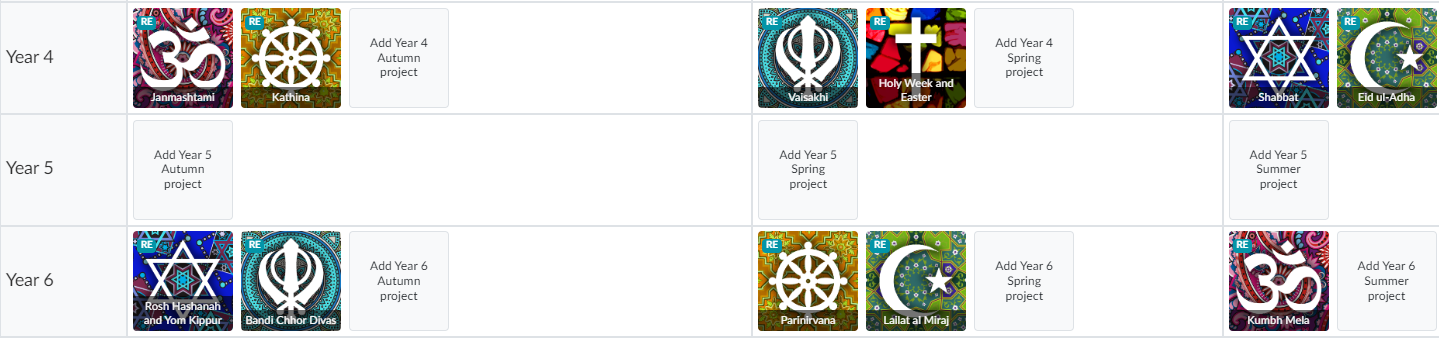 Year 4
RE
Janmashtami
RE
Kathina
Add Year 4
Autumn
project
RE
Vaisakhi
RE
Holy Week and
Easter
Add Year 4
Spring
project
RE
Shabbat
RE
Eid ul-Adha
Year 5
Add Year 5
Autumn
project
Add Year 5
Spring
project
Add Year 5
Summer
project
Year 6
RE
Rosh Hashanah
and Yom Kippur
RE
Bandi Chhor Divas
Add Year 6
Autumn
project
RE
Parinirvana
RE
Lailat al Miraj
Add Year 6
Spring
project
RE
Kumbh Mela
Add Year 6
Summer
project